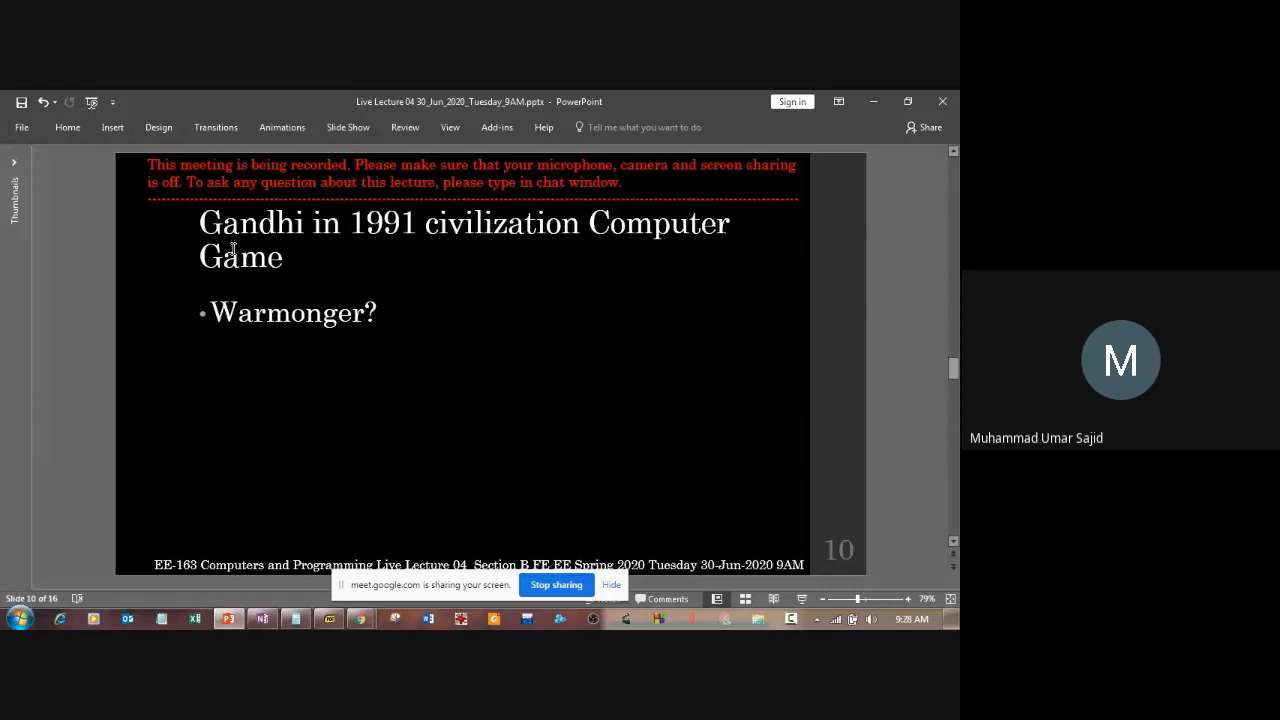 Live Lecture 04 30_Jun_2020_Tuesday_9AM.pptx - PowerPoint
Sign in
File Home Insert Design Transitions Animations Slide Show Review View Add-ins Help Tell me what you want to do Share
Thumbnails
This meeting is being recorded. Please make sure that your microphone, camera and screen sharing
is off. To ask any question about this lecture, please type in chat window.
Gandhi in 1991 civilization Computer
Game
• Warmonger?
10
EE-163 Computers and Programming Live Lecture 04 Section B FE EE Spring 2020 Tuesday 30-Jun-2020 9AM
meet.google.com is sharing your screen. Stop sharing Hide
Slide 10 of 16 Comments 79%
9:28 AM
M
Muhammad Umar Sajid